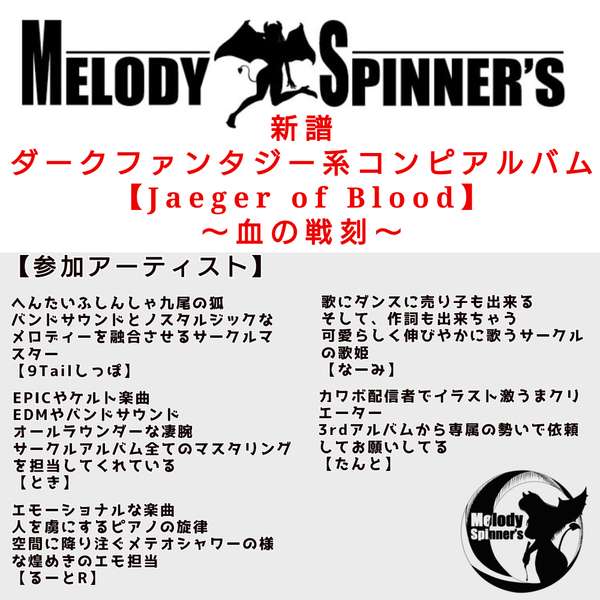 MELODY SPINNER'S
新譜
ダークファンタジー系コンピアルバム
【Jaeger of Blood】
～血の戦刻～
【参加アーティスト】
へんたいふしんしゃ九尾の狐
バンドサウンドとノスタルジックな
メロディーを融合させるサークルマ
スター
【9Tailしっぽ】
EPICやケルト楽曲
EDMやバンドサウンド
オールラウンダーな凄腕
サークルアルバム全てのマスタリング
を担当してくれている
【とき】
エモーショナルな楽曲
人を虜にするピアノの旋律
空間に降り注ぐメテオシャワーの様
な煌めきのエモ担当
【るーとR】
歌にダンスに売り子も出来る
そして、作詞も出来ちゃう
可愛らしく伸びやかに歌うサークル
の歌姫
【なーみ】
カワボ配信者でイラスト激うまクリ
エーター
3rdアルバムから専属の勢いで依頼
してお願いしてる
【たんと】
Melody
Spinner's